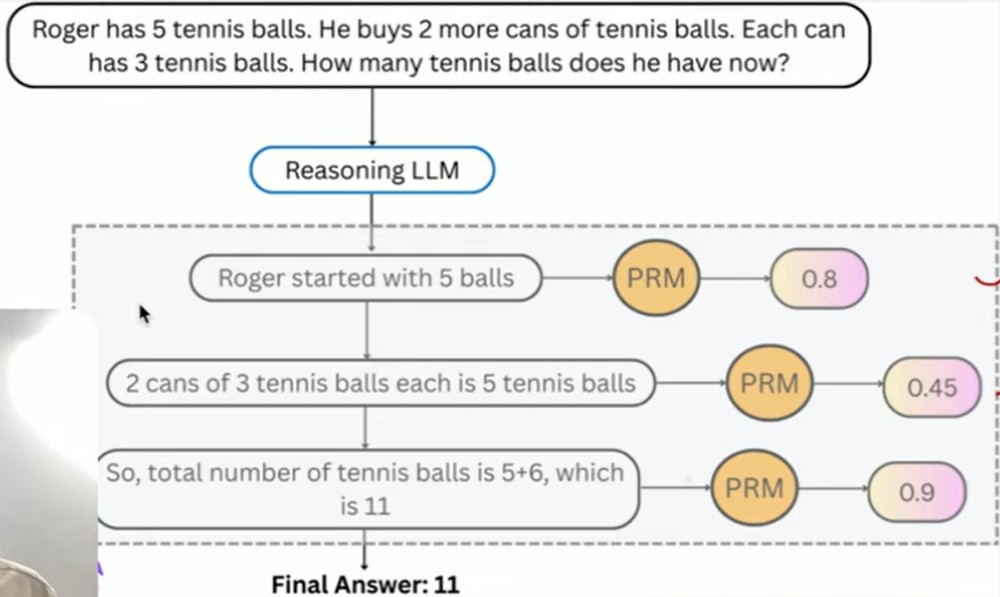 Roger has 5 tennis balls. He buys 2 more cans of tennis balls. Each can
has 3 tennis balls. How many tennis balls does he have now?
Reasoning LLM
Roger started with 5 balls
PRM
0.8
2 cans of 3 tennis balls each is 5 tennis balls
PRM
0.45
So, total number of tennis balls is 5+6, which
is 11
PRM
0.9
Final Answer: 11